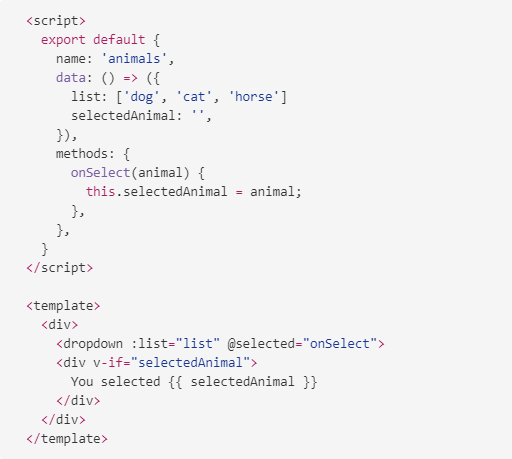 <script>
  export default {
    name: 'animals',
    data: () => ({
      list: ['dog', 'cat', 'horse']
      selectedAnimal: '',
    }),
    methods: {
      onSelect(animal) {
        this.selectedAnimal = animal;
      },
    },
  }
</script>

<template>
  <div>
    <dropdown :list="list" @selected="onSelect">
    <div v-if="selectedAnimal">
      You selected {{ selectedAnimal }}
    </div>
  </div>
</template>